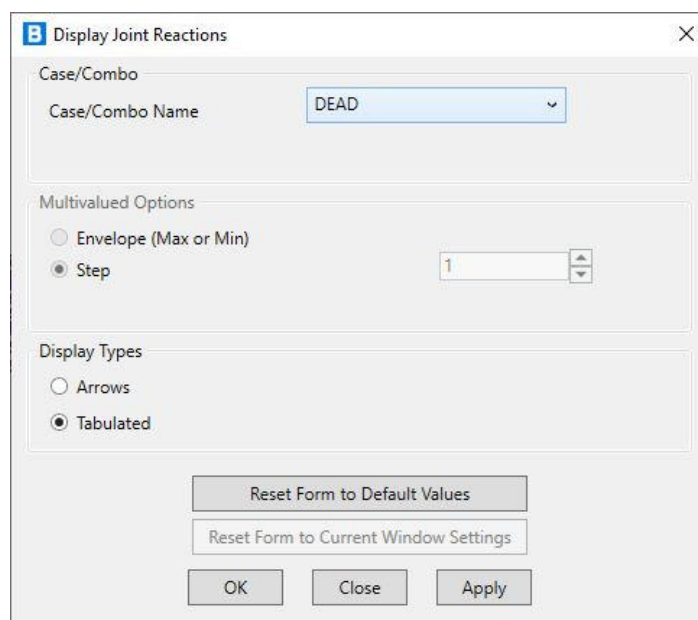 B Display Joint Reactions
Case/Combo
Case/Combo Name DEAD
Multivalued Options
Envelope (Max or Min)
Step 1
Display Types
Arrows
Tabulated
Reset Form to Default Values
Reset Form to Current Window Settings
OK Close Apply